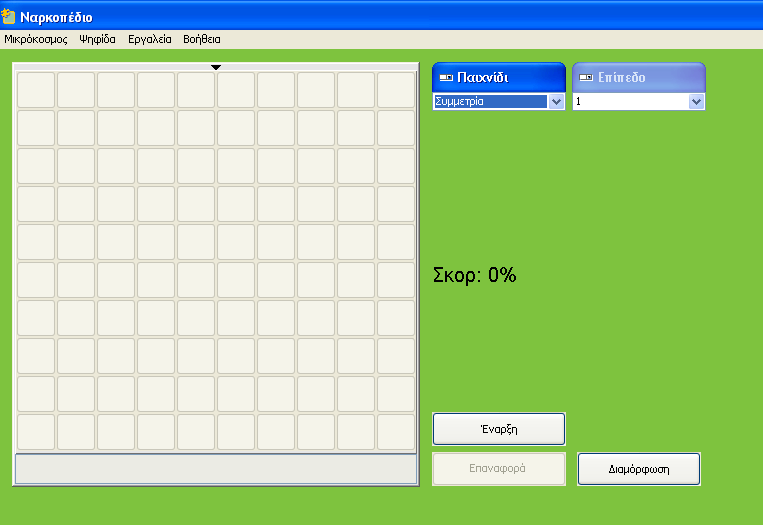 Ναρκοπέδιο
Μικρόκοσμος Ψηφίδα Εργαλεία Βοήθεια
Παιχνίδι Επίπεδο
Συμμετρία 1
Σκορ: 0%
Έναρξη
Επαναφορά Διαμόρφωση